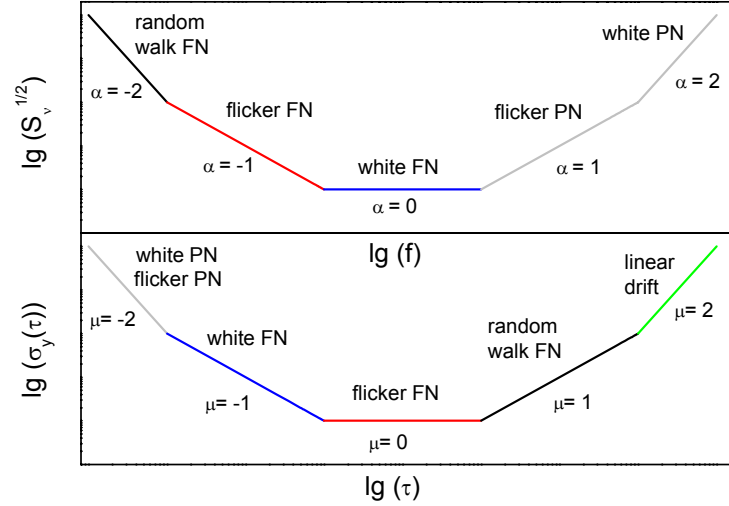 random
walk FN
white PN
α = -2
flicker FN
flicker PN
α = 2
α = -1
white FN
α = 1
α = 0
lg (S_ν^{1/2})
lg (f)
white PN
flicker PN
linear
drift
μ= -2
white FN
random
walk FN
μ= 2
μ= -1
flicker FN
μ= 1
μ= 0
lg (σ_y(τ))
lg (τ)